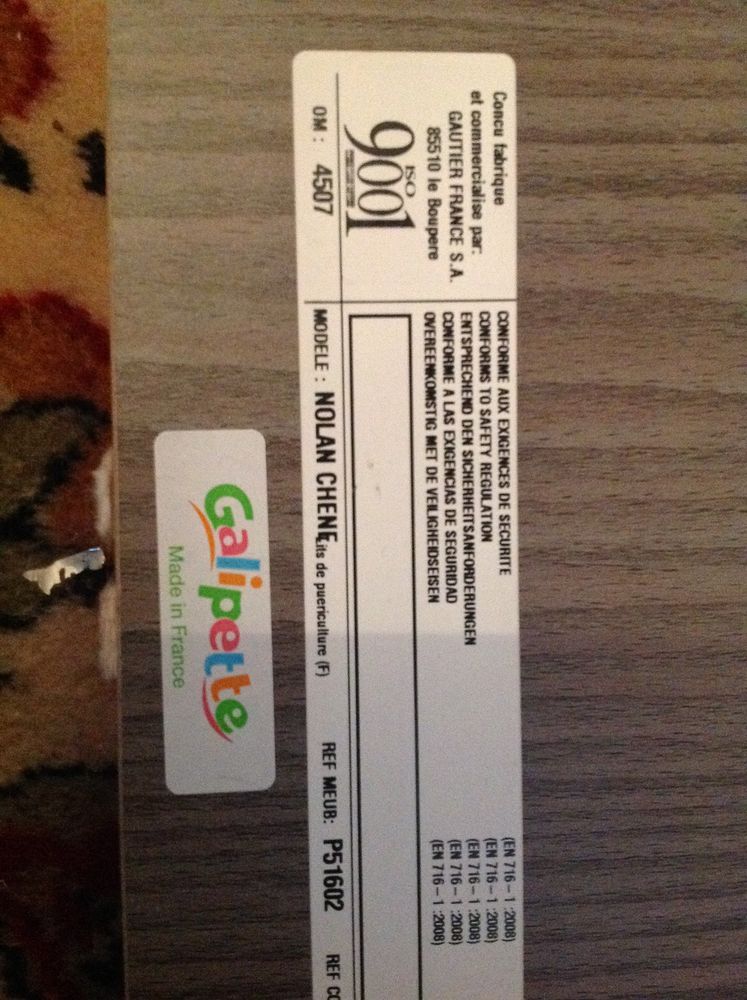 Concu fabrique
et commercialise par:
GAUTIER FRANCE S.A.
85510 le Boupere
ISO
9001
OM : 4507
CONFORME AUX EXIGENCES DE SECURITE (EN 716 - 1 :2008)
CONFORMS TO SAFETY REGULATION (EN 716 - 1 :2008)
ENTSPRECHEND DEN SICHERHEITSANFORDERUNGEN (EN 716 - 1 :2008)
CONFORME A LAS EXIGENCIAS DE SEGURIDAD (EN 716 - 1 :2008)
OVEREENKOMSTIG MET DE VEILIGHEIDSEISEN (EN 716 - 1 :2008)
MODELE : NOLAN CHENE Lits de puericulture (F) REF MEUB: P51602 REF
Galipette
Made in France